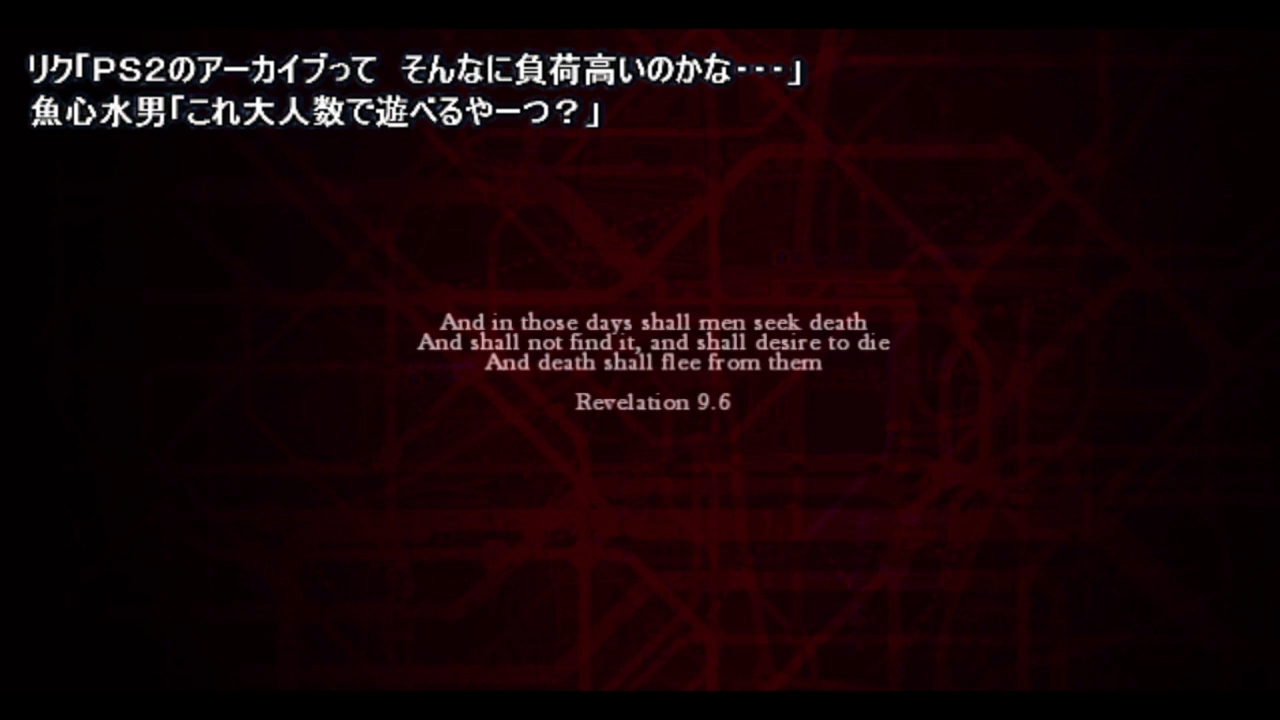 リク「PS2のアーカイブって　そんなに負荷高いのかな・・・」
魚心水男「これ大人数で遊べるやーつ？」
And in those days shall men seek death
And shall not find it, and shall desire to die
And death shall flee from them
Revelation 9.6